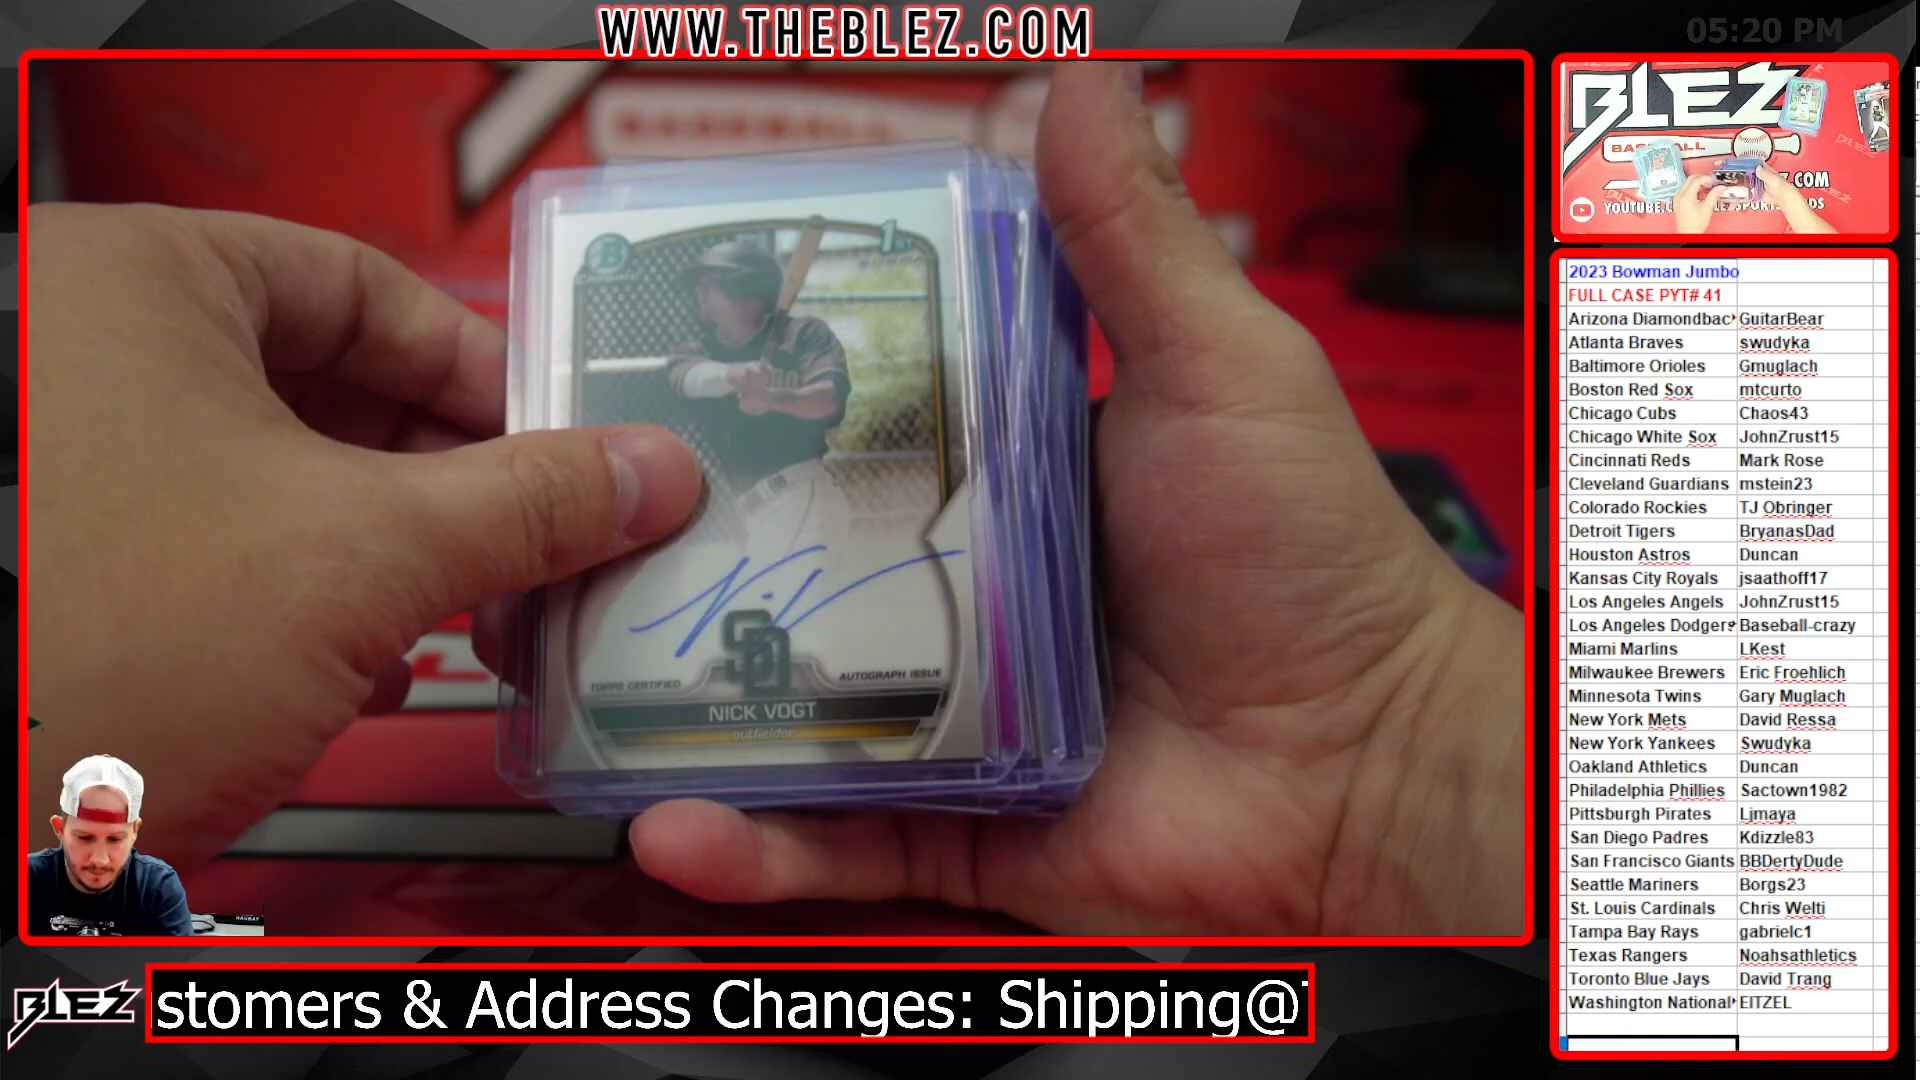 WWW.THEBLEZ.COM
05:20 PM
BLEZ
.COM
1ST
TOPPS CERTIFIED
AUTOGRAPH ISSUE
SD
NICK VOGT
outfielder
2023 Bowman Jumbo
FULL CASE PYT# 41
Arizona Diamondbac GuitarBear
Atlanta Braves swudyka
Baltimore Orioles Gmuglach
Boston Red Sox mtcurto
Chicago Cubs Chaos43
Chicago White Sox JohnZrust15
Cincinnati Reds Mark Rose
Cleveland Guardians mstein23
Colorado Rockies TJ Obringer
Detroit Tigers BryanasDad
Houston Astros Duncan
Kansas City Royals jsaathoff17
Los Angeles Angels JohnZrust15
Los Angeles Dodgers Baseball-crazy
Miami Marlins LKest
Milwaukee Brewers Eric Froehlich
Minnesota Twins Gary Muglach
New York Mets David Ressa
New York Yankees Swudyka
Oakland Athletics Duncan
Philadelphia Phillies Sactown1982
Pittsburgh Pirates Ljmaya
San Diego Padres Kdizzle83
San Francisco Giants BBDertyDude
Seattle Mariners Borgs23
St. Louis Cardinals Chris Welti
Tampa Bay Rays gabrielc1
Texas Rangers Noahsathletics
Toronto Blue Jays David Trang
Washington National EITZEL
BLEZ
stomers & Address Changes: Shipping@